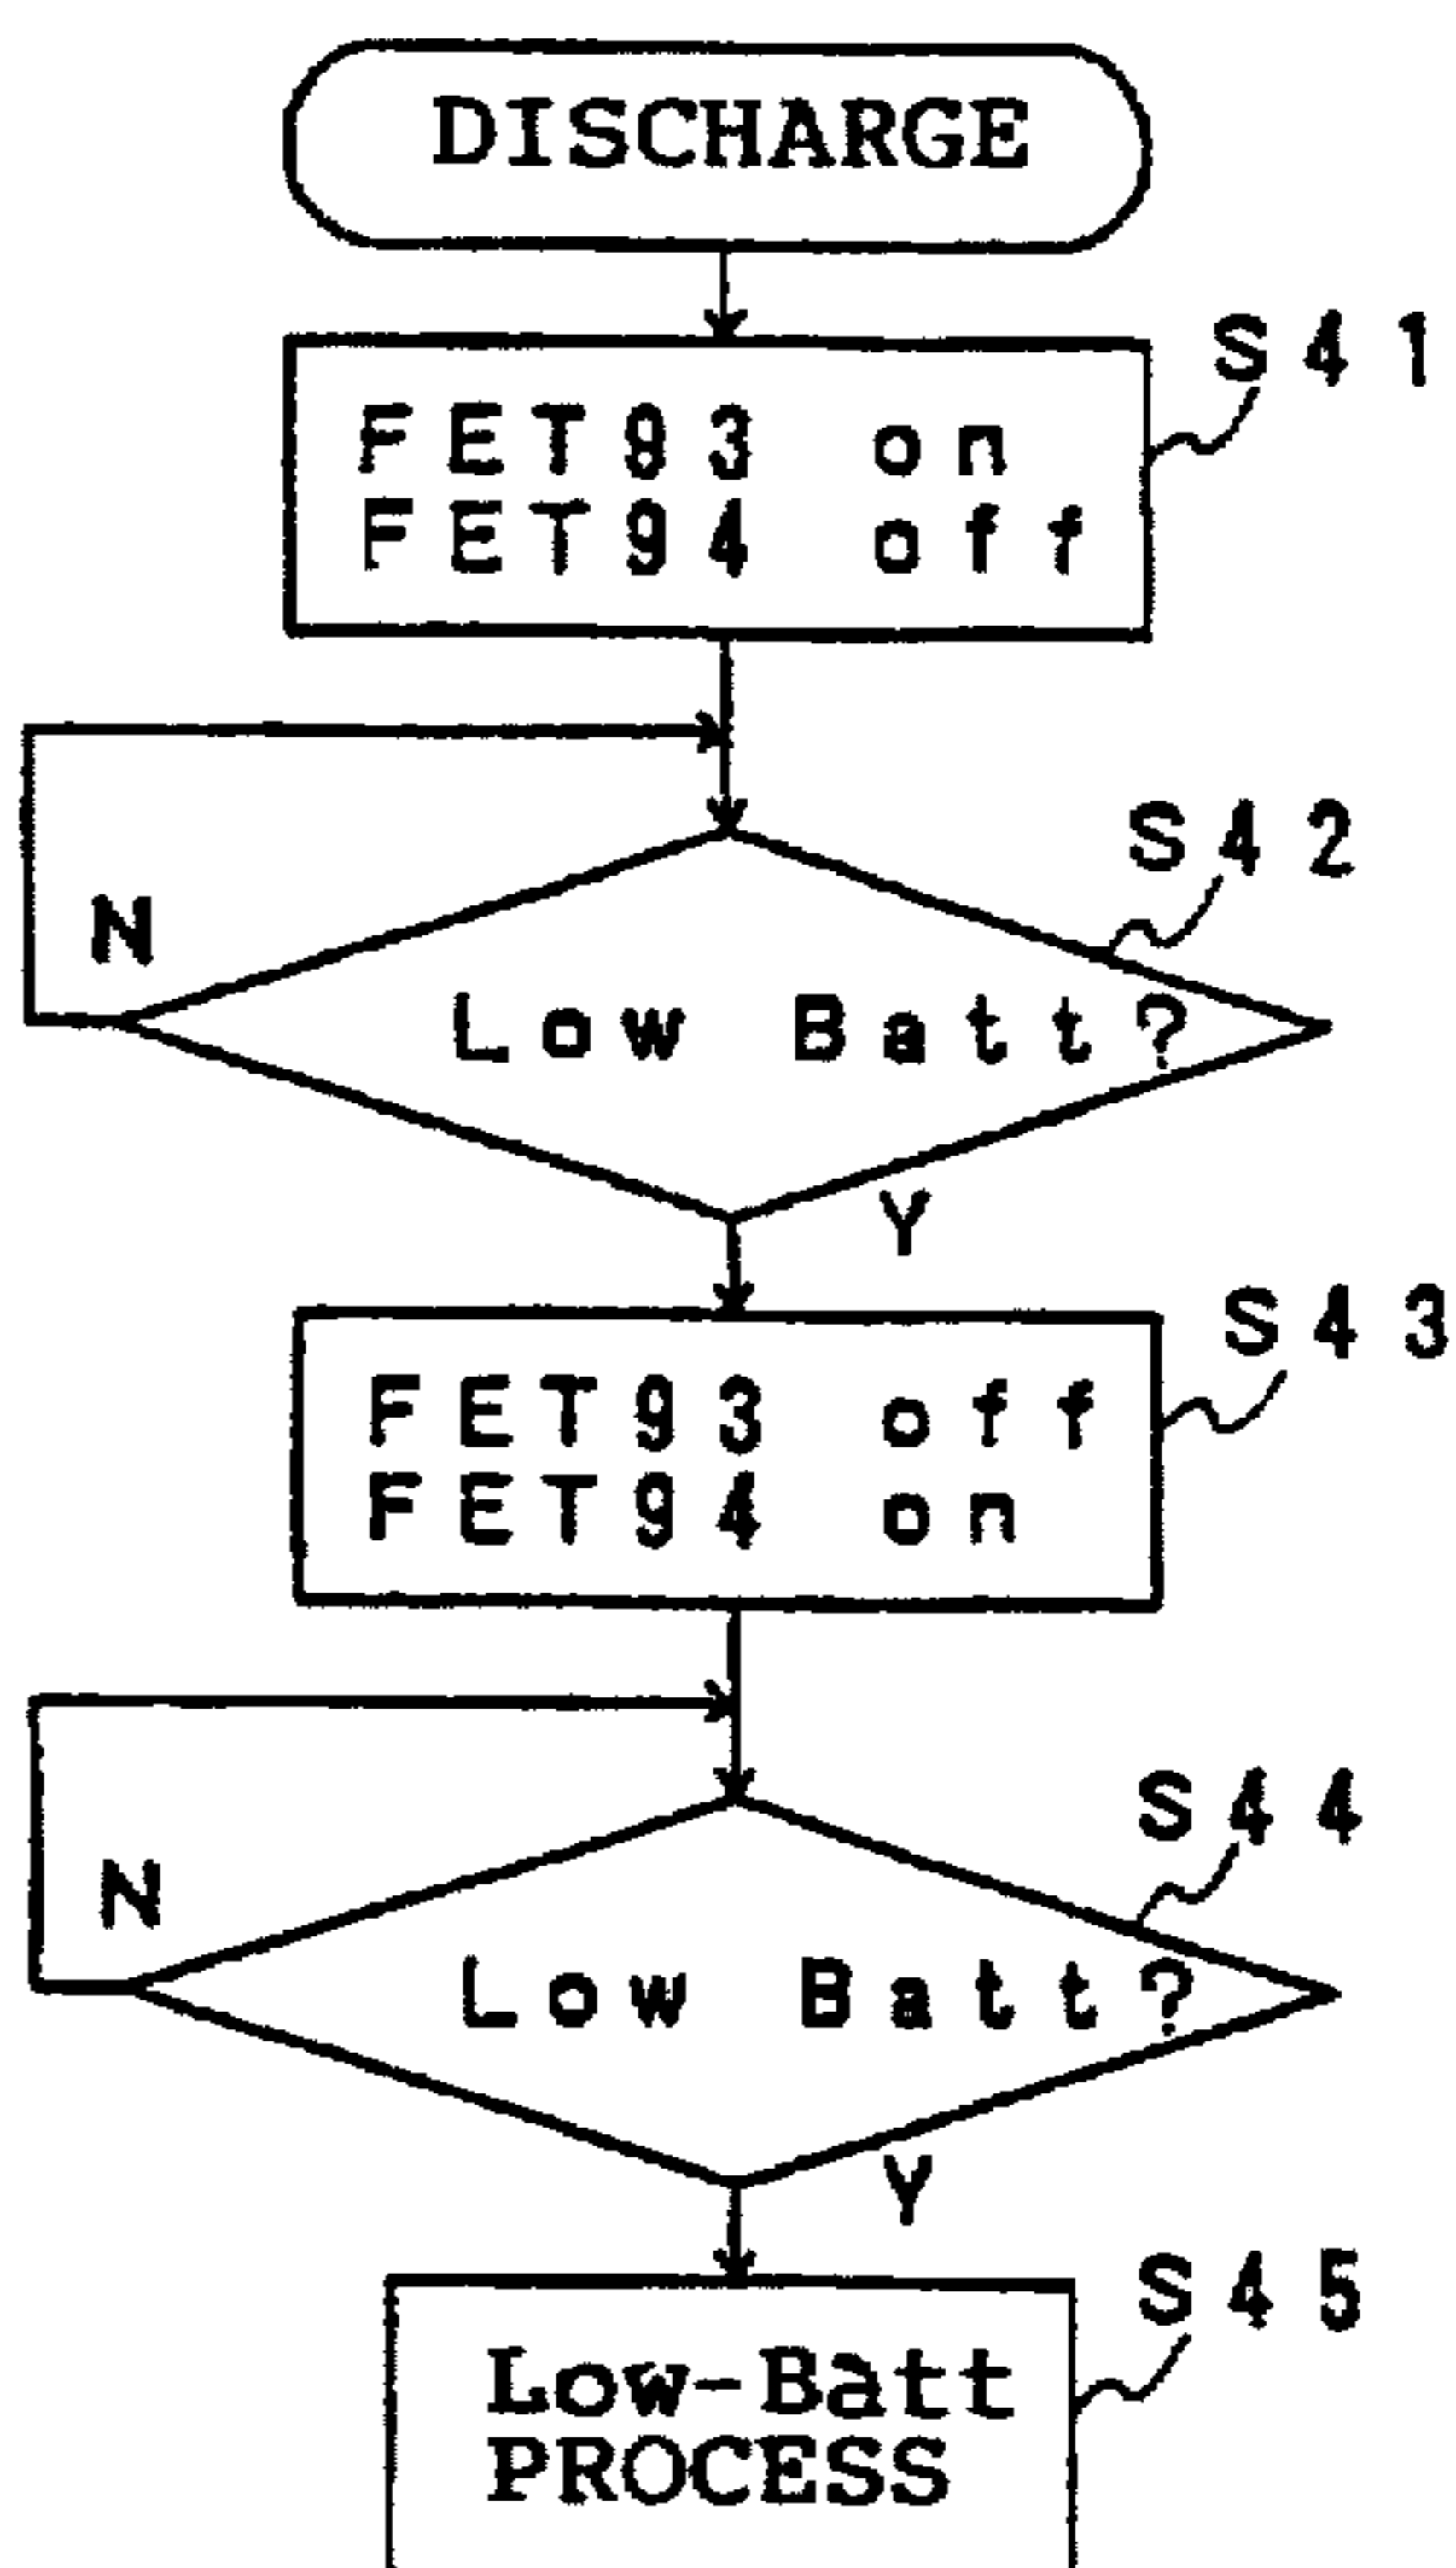 DISCHARGE
S41
FET93 on
FET94 off
S42
N
Low Batt?
Y
S43
FET93 off
FET94 on
S44
N
Low Batt?
Y
S45
Low-Batt
PROCESS